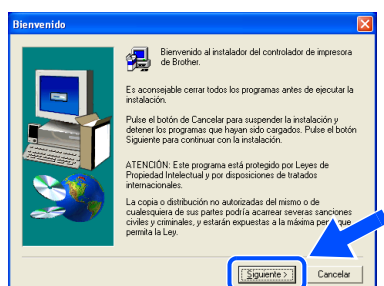 Bienvenido
Bienvenido al instalador del controlador de impresora
de Brother.
Es aconsejable cerrar todos los programas antes de ejecutar la
instalación.
Pulse el botón de Cancelar para suspender la instalación y
detener los programas que hayan sido cargados. Pulse el botón
Siguiente para continuar con la instalación.
ATENCIÓN: Este programa está protegido por Leyes de
Propiedad Intelectual y por disposiciones de tratados
internacionales.
La copia o distribución no autorizadas del mismo o de
cualesquiera de sus partes podría acarrear severas sanciones
civiles y criminales, y estarán expuestas a la máxima que
permita la Ley.
Siguiente > Cancelar